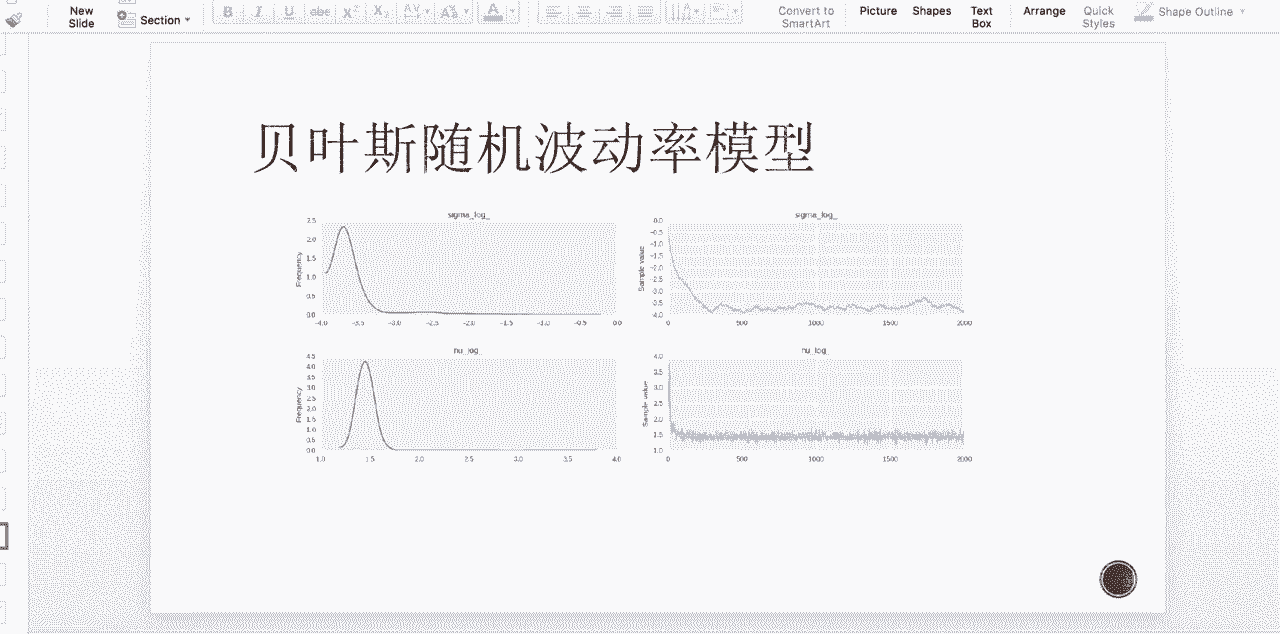 New
Slide
Section
B I U abc X² X₂ AV Aa A
Convert to
SmartArt
Picture
Shapes
Text
Box
Arrange
Quick
Styles
Shape Outline
贝叶斯随机波动率模型
sigma_log_
Frequency
2.5
2.0
1.5
1.0
0.5
0.0
-4.0 -3.5 -3.0 -2.5 -2.0 -1.5 -1.0 -0.5 0.0
sigma_log_
Sample value
0.0
-0.5
-1.0
-1.5
-2.0
-2.5
-3.0
-3.5
-4.0
0 500 1000 1500 2000
nu_log_
Frequency
4.5
4.0
3.5
3.0
2.5
2.0
1.5
1.0
0.5
0.0
1.0 1.5 2.0 2.5 3.0 3.5 4.0
nu_log_
Sample value
4.0
3.5
3.0
2.5
2.0
1.5
1.0
0 500 1000 1500 2000